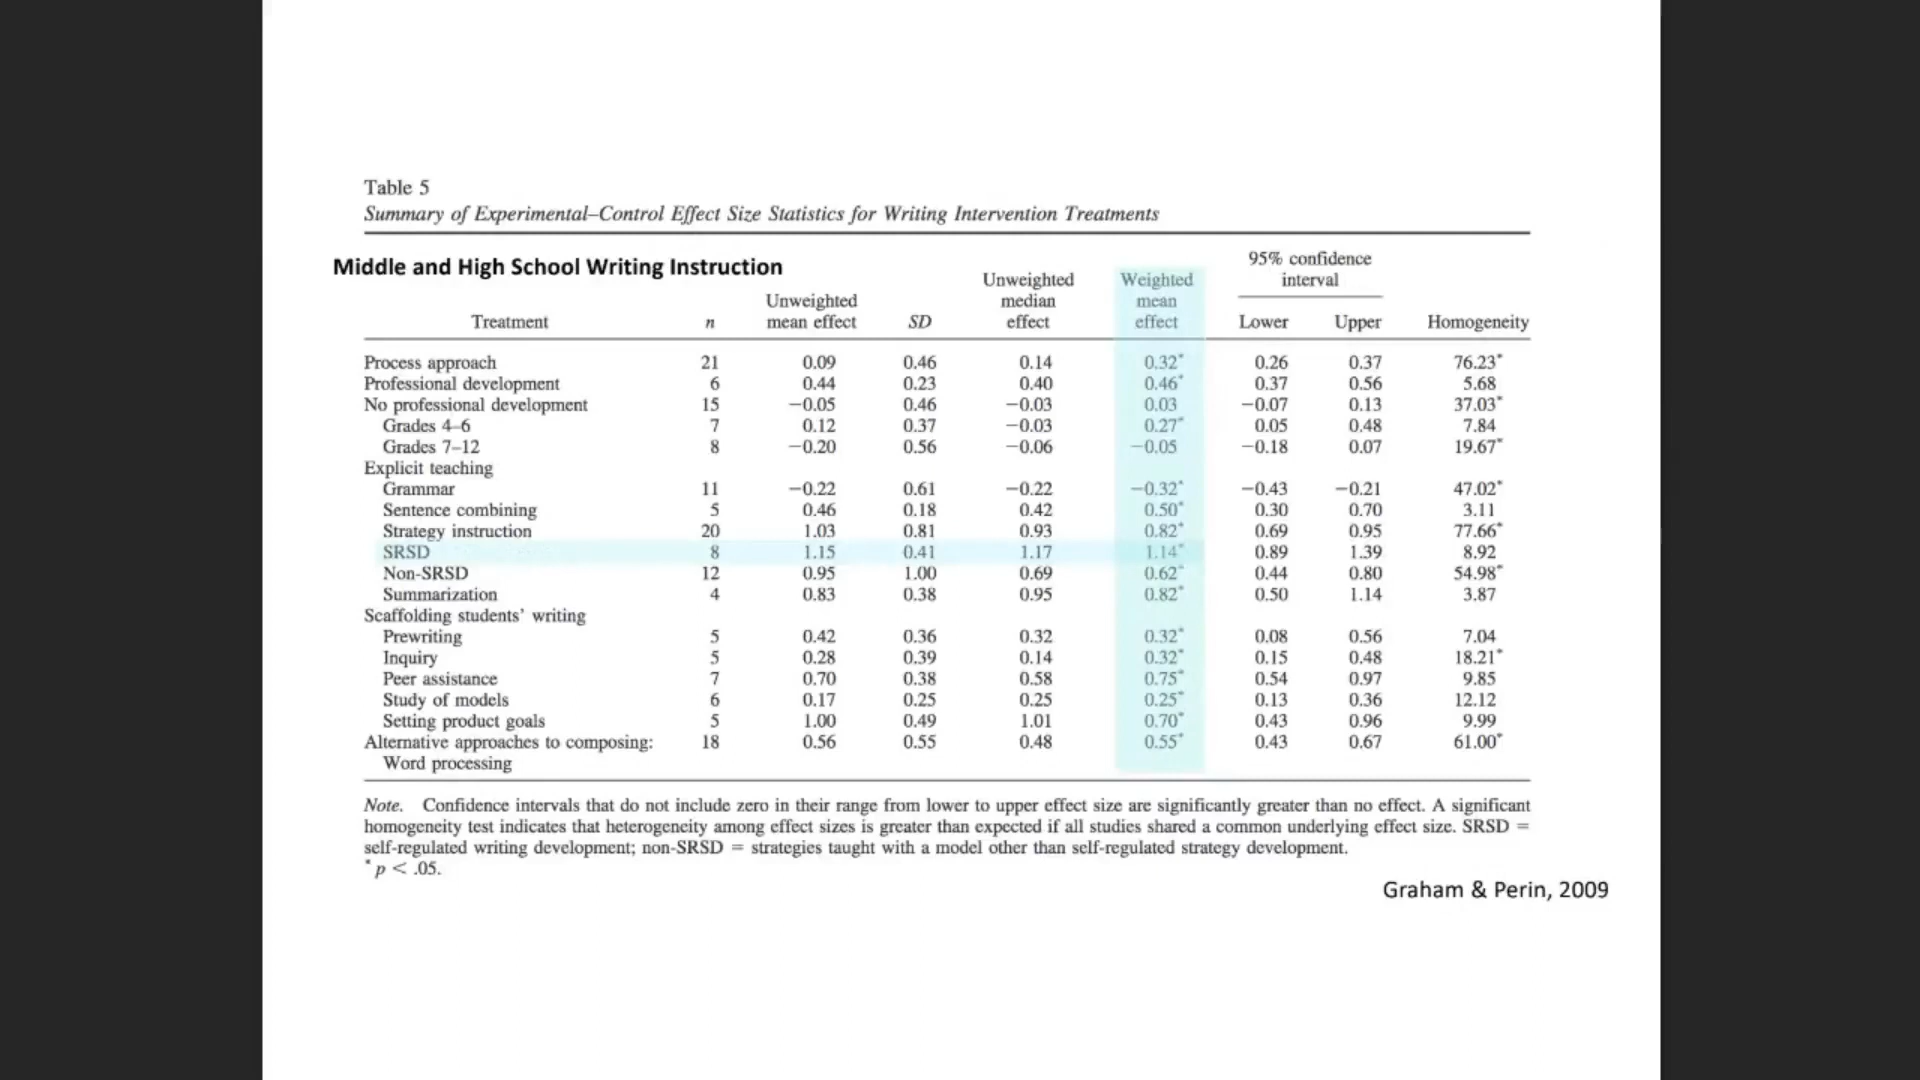 Table 5
Summary of Experimental–Control Effect Size Statistics for Writing Intervention Treatments
Middle and High School Writing Instruction
95% confidence
interval
Unweighted
median
effect
Weighted
mean
effect
Unweighted
mean effect
Treatment n SD Lower Upper Homogeneity
Process approach 21 0.09 0.46 0.14 0.32* 0.26 0.37 76.23*
Professional development 6 0.44 0.23 0.40 0.46* 0.37 0.56 5.68
No professional development 15 −0.05 0.46 −0.03 0.03 −0.07 0.13 37.03*
Grades 4–6 7 0.12 0.37 −0.03 0.27* 0.05 0.48 7.84
Grades 7–12 8 −0.20 0.56 −0.06 −0.05 −0.18 0.07 19.67*
Explicit teaching
Grammar 11 −0.22 0.61 −0.22 −0.32* −0.43 −0.21 47.02*
Sentence combining 5 0.46 0.18 0.42 0.50* 0.30 0.70 3.11
Strategy instruction 20 1.03 0.81 0.93 0.82* 0.69 0.95 77.66*
SRSD 8 1.15 0.41 1.17 1.14* 0.89 1.39 8.92
Non-SRSD 12 0.95 1.00 0.69 0.62* 0.44 0.80 54.98*
Summarization 4 0.83 0.38 0.95 0.82* 0.50 1.14 3.87
Scaffolding students’ writing
Prewriting 5 0.42 0.36 0.32 0.32* 0.08 0.56 7.04
Inquiry 5 0.28 0.39 0.14 0.32* 0.15 0.48 18.21*
Peer assistance 7 0.70 0.38 0.58 0.75* 0.54 0.97 9.85
Study of models 6 0.17 0.25 0.25 0.25* 0.13 0.36 12.12
Setting product goals 5 1.00 0.49 1.01 0.70* 0.43 0.96 9.99
Alternative approaches to composing: 18 0.56 0.55 0.48 0.55* 0.43 0.67 61.00*
Word processing
Note. Confidence intervals that do not include zero in their range from lower to upper effect size are significantly greater than no effect. A significant
homogeneity test indicates that heterogeneity among effect sizes is greater than expected if all studies shared a common underlying effect size. SRSD =
self-regulated writing development; non-SRSD = strategies taught with a model other than self-regulated strategy development.
* p < .05.
Graham & Perin, 2009